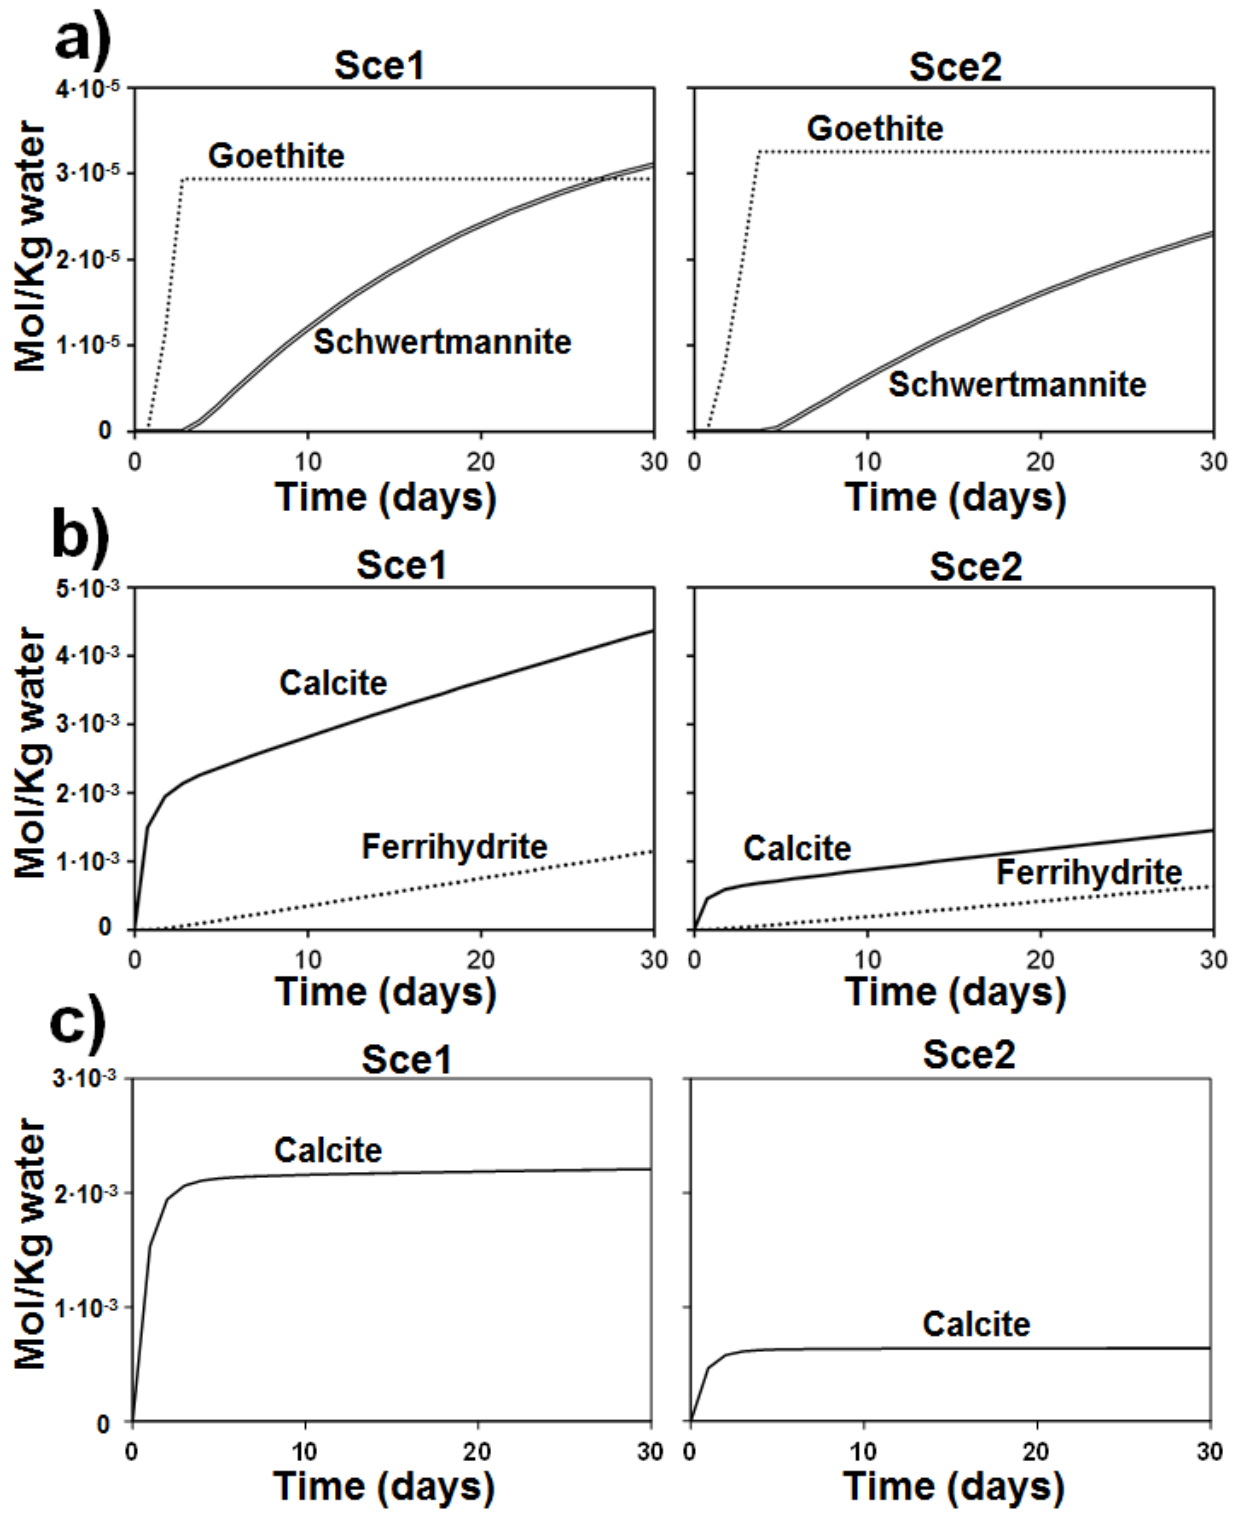 a)
Sce1 Sce2
4·10-5
Goethite Goethite
3·10-5
2·10-5
Mol/Kg water
Schwertmannite Schwertmannite
1·10-5
0
0 10 20 30 0 10 20 30
Time (days) Time (days)
b)
Sce1 Sce2
5·10-3
4·10-3
Calcite
3·10-3
Mol/Kg water
2·10-3
Ferrihydrite Calcite
1·10-3 Ferrihydrite
0
0 10 20 30 0 10 20 30
Time (days) Time (days)
c)
Sce1 Sce2
3·10-3
Calcite
2·10-3
Mol/Kg water
1·10-3 Calcite
0
0 10 20 30 0 10 20 30
Time (days) Time (days)